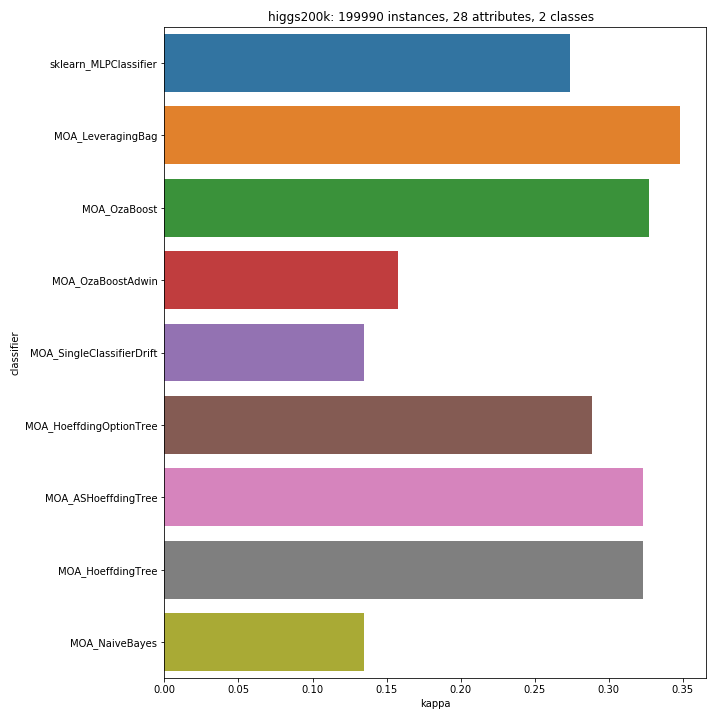 higgs200k: 199990 instances, 28 attributes, 2 classes
sklearn_MLPClassifier
MOA_LeveragingBag
MOA_OzaBoost
MOA_OzaBoostAdwin
MOA_SingleClassifierDrift
MOA_HoeffdingOptionTree
MOA_ASHoeffdingTree
MOA_HoeffdingTree
MOA_NaiveBayes
classifier
0.00 0.05 0.10 0.15 0.20 0.25 0.30 0.35
kappa